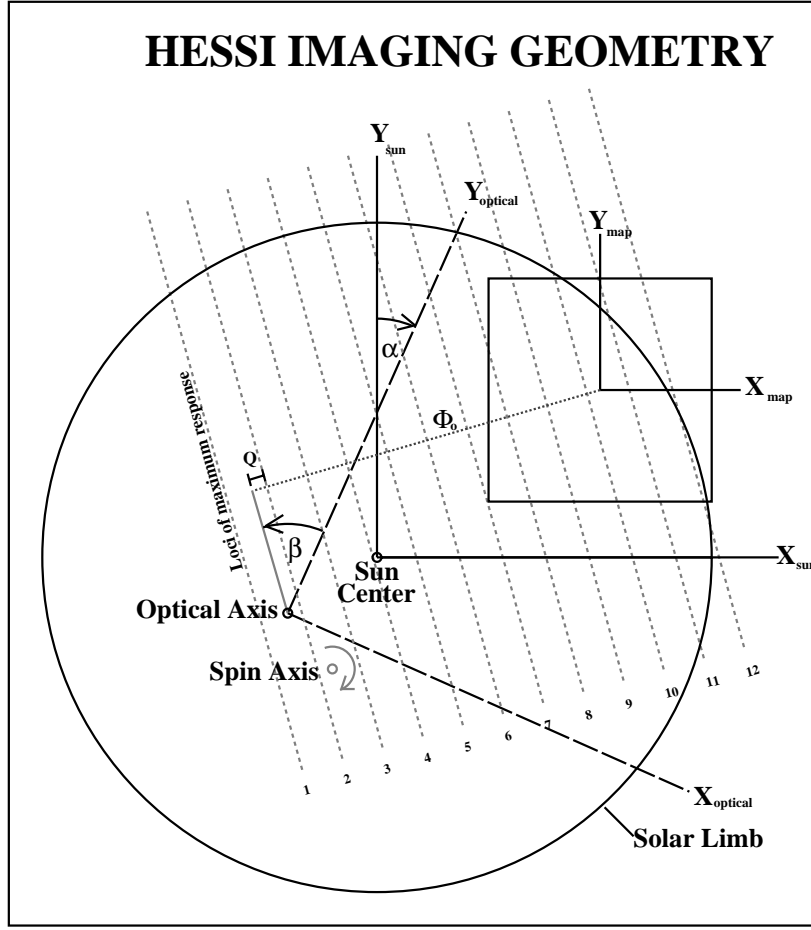 HESSI IMAGING GEOMETRY
Y sun
Y optical
Y map
α
X map
Φ o
Loci of maximum response
Q
β
X sun
Sun
Center
Optical Axis
Spin Axis
1
2
3
4
5
6
7
8
9
10
11
12
X optical
Solar Limb